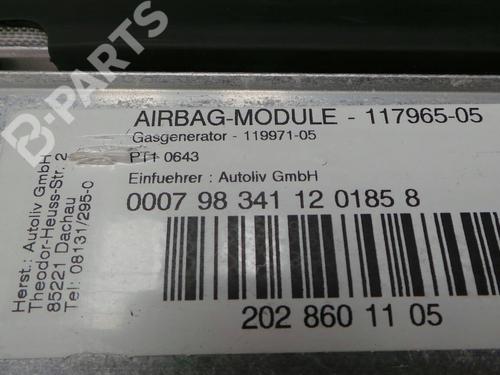 AIRBAG-MODULE - 117965-05
Gasgenerator - 119971-05
PT1 0643
Einfuehrer : Autoliv GmbH
0007 98 341 12 0185 8
202 860 11 05
Herst.: Autoliv GmbH
Theodor-Heuss-Str. 2
85221 Dachau
Tel: 08131/295-0
B-PARTS